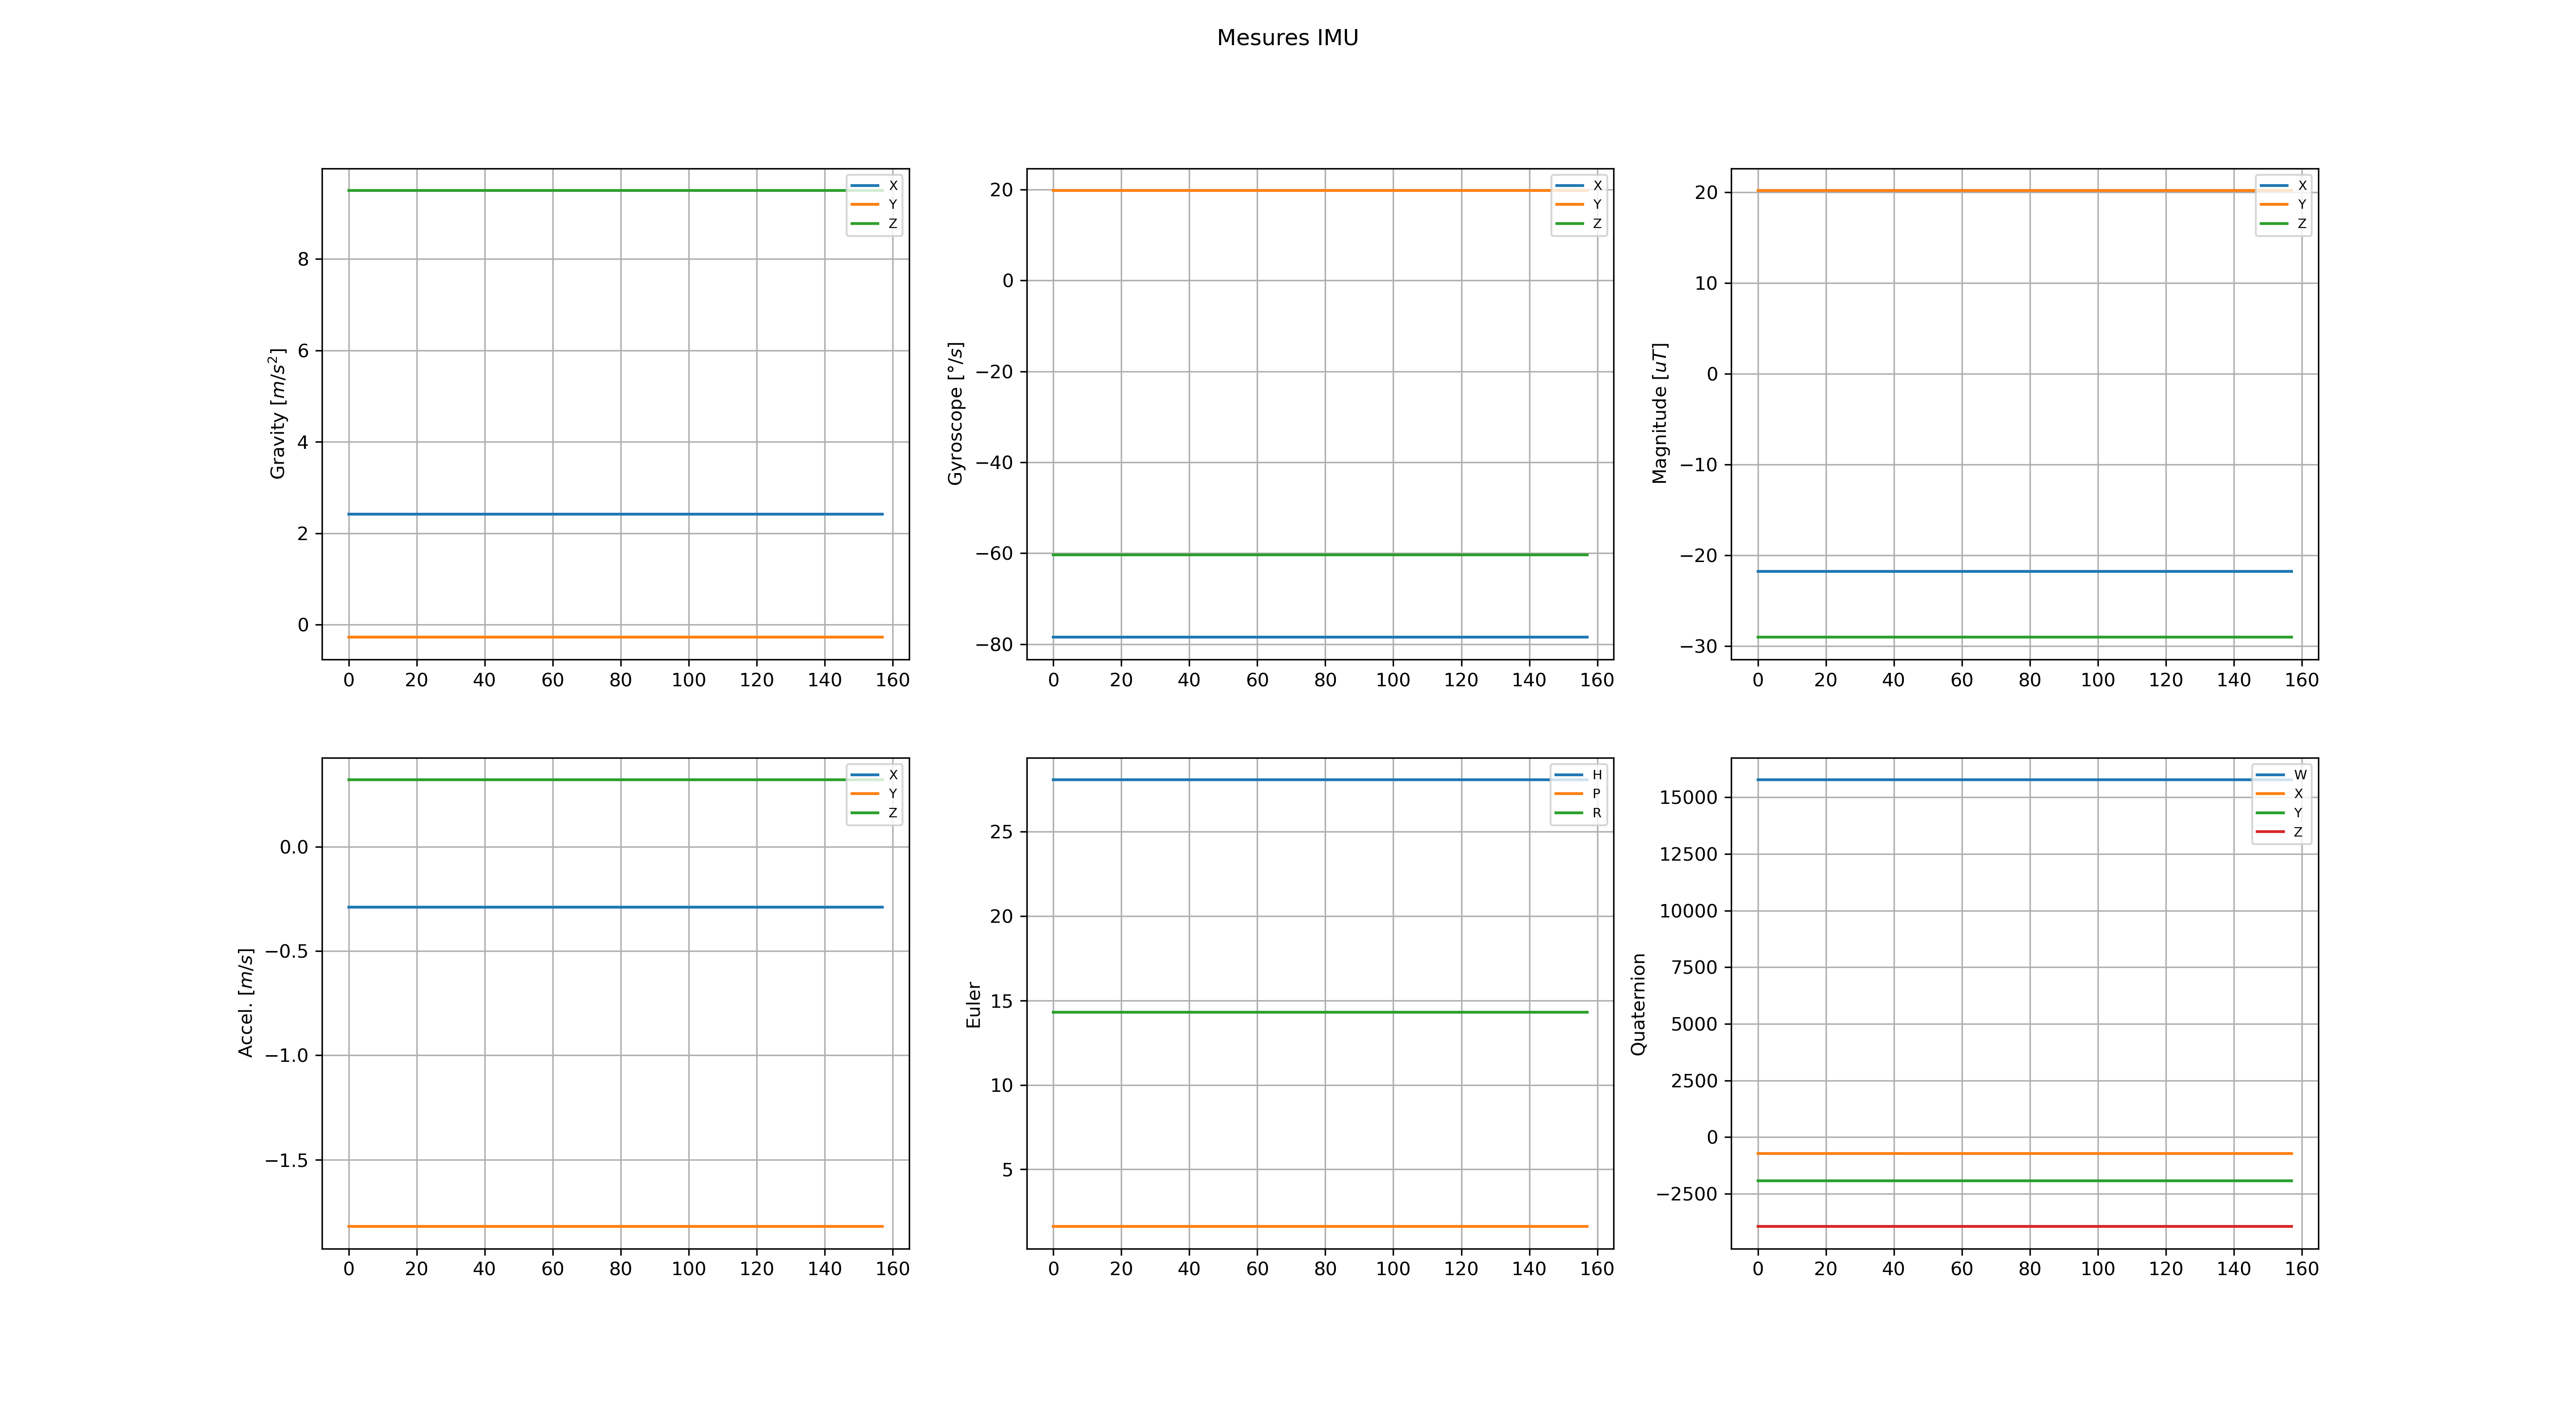 Mesures IMU
Gravity [m/s²]
8
6
4
2
0
0 20 40 60 80 100 120 140 160
X
Y
Z
Gyroscope [°/s]
20
0
−20
−40
−60
−80
0 20 40 60 80 100 120 140 160
X
Y
Z
Magnitude [uT]
20
10
0
−10
−20
−30
0 20 40 60 80 100 120 140 160
X
Y
Z
Accel. [m/s]
0.0
−0.5
−1.0
−1.5
0 20 40 60 80 100 120 140 160
X
Y
Z
Euler
25
20
15
10
5
0 20 40 60 80 100 120 140 160
H
P
R
Quaternion
15000
12500
10000
7500
5000
2500
0
−2500
0 20 40 60 80 100 120 140 160
W
X
Y
Z